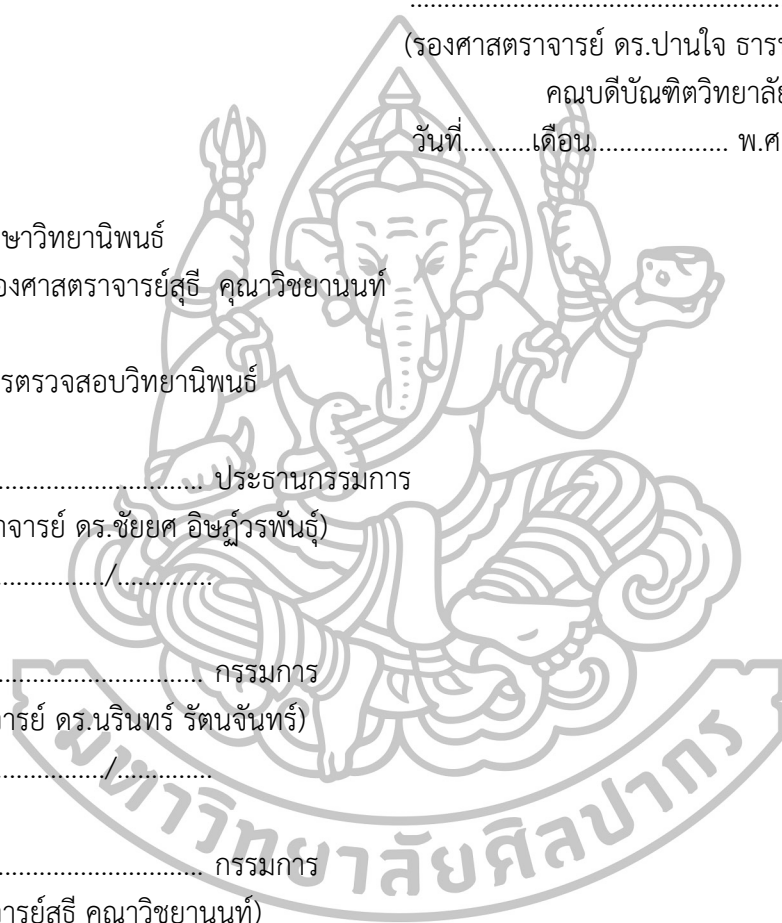 ..........................................................
(รองศาสตราจารย์ ดร.ปานใจ
คณบดีบัณฑิตวิทยาลัย
วันที่..........เดือน.................... พ.ศ
ษาวิทยานิพนธ์
องศาสตราจารย์สุธี คุณาวิชยานนท์
รตรวจสอบวิทยานิพนธ์
............................... ประธานกรรมการ
าจารย์ ดร.ชัยยศ อิษฎ์วรพันธุ์)
................/..............
............................... กรรมการ
ารย์ ดร.นรินทร์ รัตนจันทร์)
................/..............
............................... กรรมการ
ารย์สุธี คุณาวิชยานนท์)
มหาวิทยาลัยศิลปากร